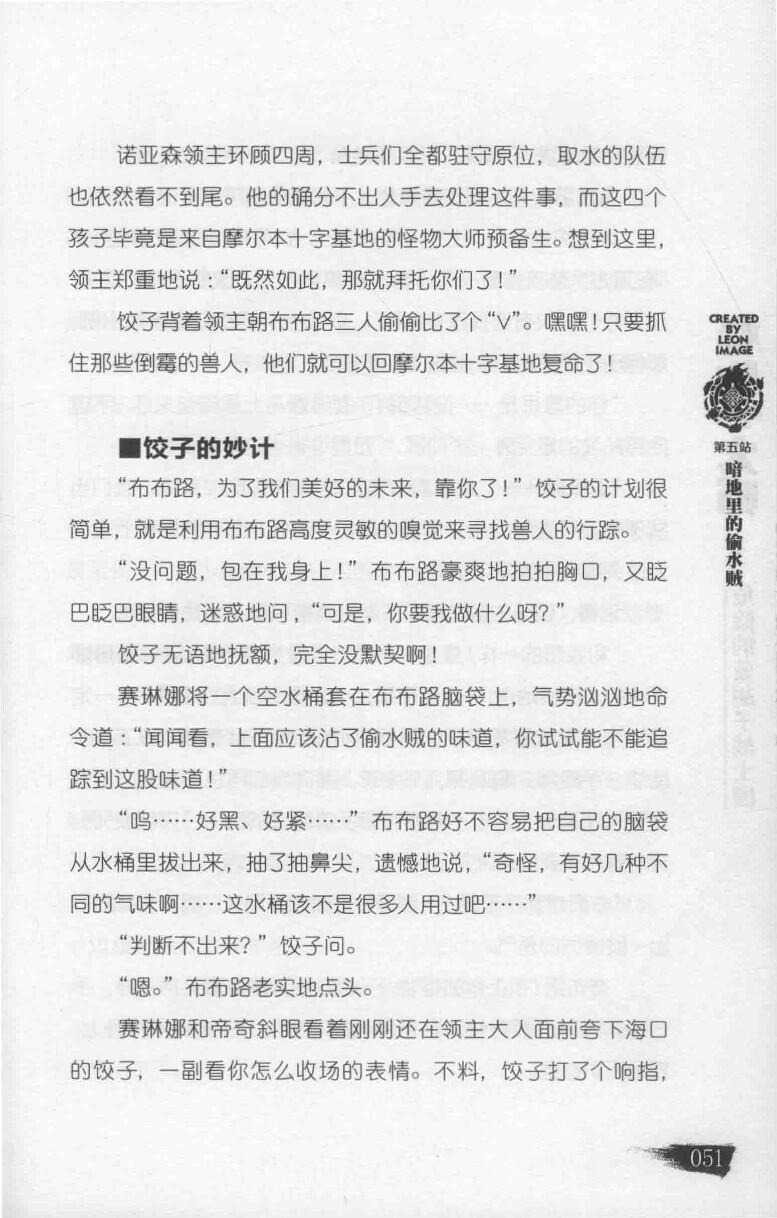 诺亚森领主环顾四周，士兵们全都驻守原位，取水的队伍
也依然看不到尾。他的确分不出人手去处理这件事，而这四个
孩子毕竟是来自摩尔本十字基地的怪物大师预备生。想到这里，
领主郑重地说：“既然如此，那就拜托你们了！”
饺子背着领主朝布布路三人偷偷比了个“V”。嘿嘿！只要抓
住那些倒霉的兽人，他们就可以回摩尔本十字基地复命了！
■饺子的妙计
“布布路，为了我们美好的未来，靠你了！”饺子的计划很
简单，就是利用布布路高度灵敏的嗅觉来寻找兽人的行踪。
“没问题，包在我身上！”布布路豪爽地拍拍胸口，又眨
巴眨巴眼睛，迷惑地问，“可是，你要我做什么呀？”
饺子无语地抚额，完全没默契啊！
赛琳娜将一个空水桶套在布布路脑袋上，气势汹汹地命
令道：“闻闻看，上面应该沾了偷水贼的味道，你试试能不能追
踪到这股味道！”
“呜……好黑、好紧……”布布路好不容易把自己的脑袋
从水桶里拔出来，抽了抽鼻尖，遗憾地说，“奇怪，有好几种不
同的气味啊……这水桶该不是很多人用过吧……”
“判断不出来？”饺子问。
“嗯。”布布路老实地点头。
赛琳娜和帝奇斜眼看着刚刚还在领主大人面前夸下海口
的饺子，一副看你怎么收场的表情。不料，饺子打了个响指，
CREATED
BY
LEON
IMAGE
第五站
暗地里的偷水贼
051